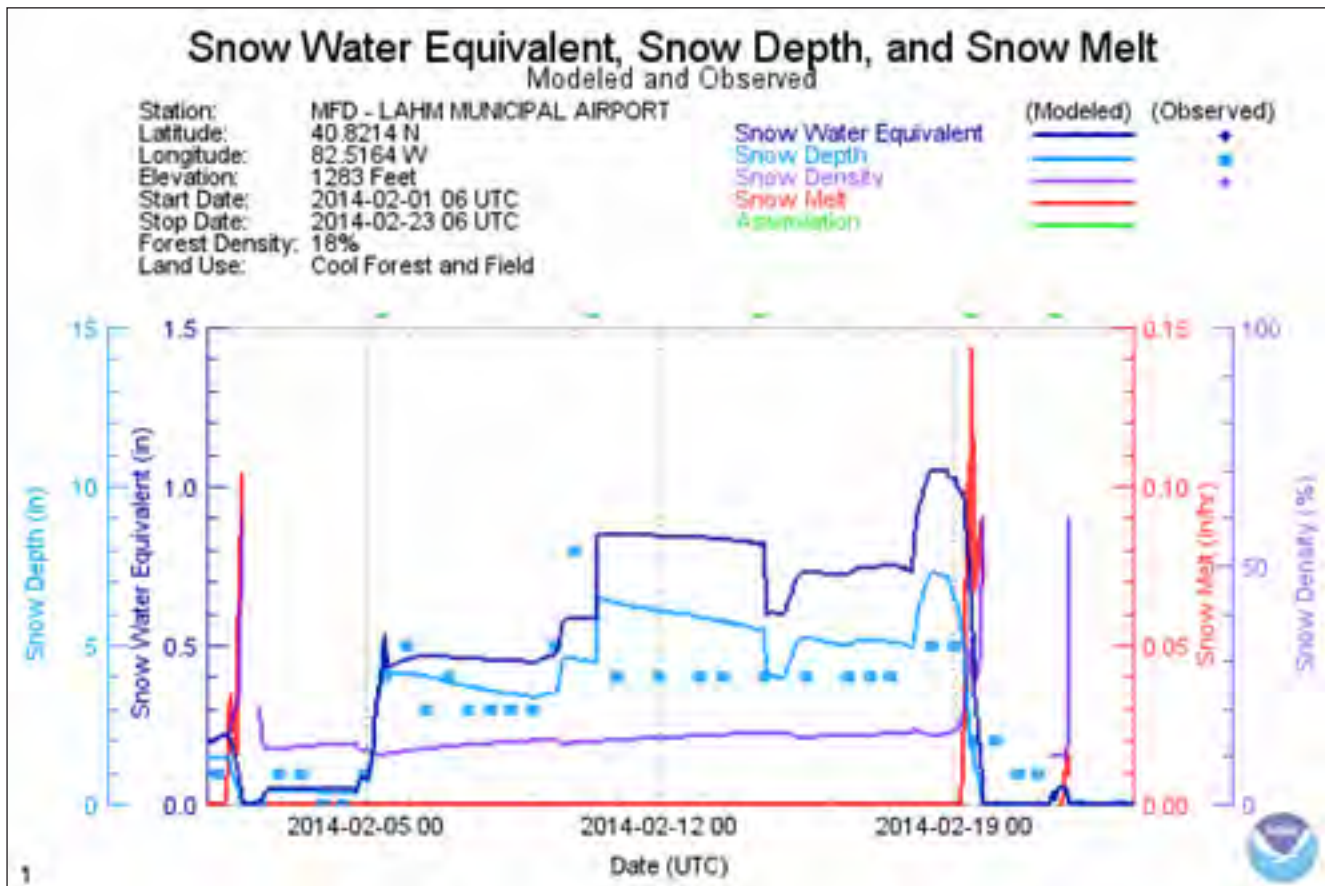 Snow Water Equivalent, Snow Depth, and Snow Melt
Modeled and Observed
Station: MFD - LAHM MUNICIPAL AIRPORT
Latitude: 40.8214 N
Longitude: 82.5164 W
Elevation: 1283 Feet
Start Date: 2014-02-01 06 UTC
Stop Date: 2014-02-23 06 UTC
Forest Density: 18%
Land Use: Cool Forest and Field
(Modeled) (Observed)
Snow Water Equivalent
Snow Depth
Snow Density
Snow Melt
Assimilation
Snow Depth (in)
15
10
5
0
Snow Water Equivalent (in)
1.5
1.0
0.5
0.0
0.15
0.10
0.05
0.00
Snow Melt (in/hr)
100
50
0
Snow Density (%)
2014-02-05 00 2014-02-12 00 2014-02-19 00
Date (UTC)
1